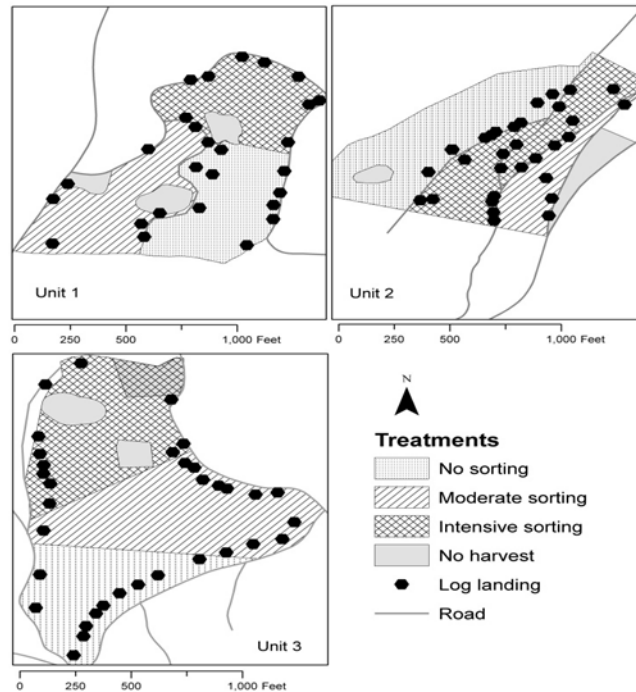 Unit 1
0 250 500 1,000 Feet
Unit 2
0 250 500 1,000 Feet
Unit 3
0 250 500 1,000 Feet
N
Treatments
No sorting
Moderate sorting
Intensive sorting
No harvest
Log landing
Road